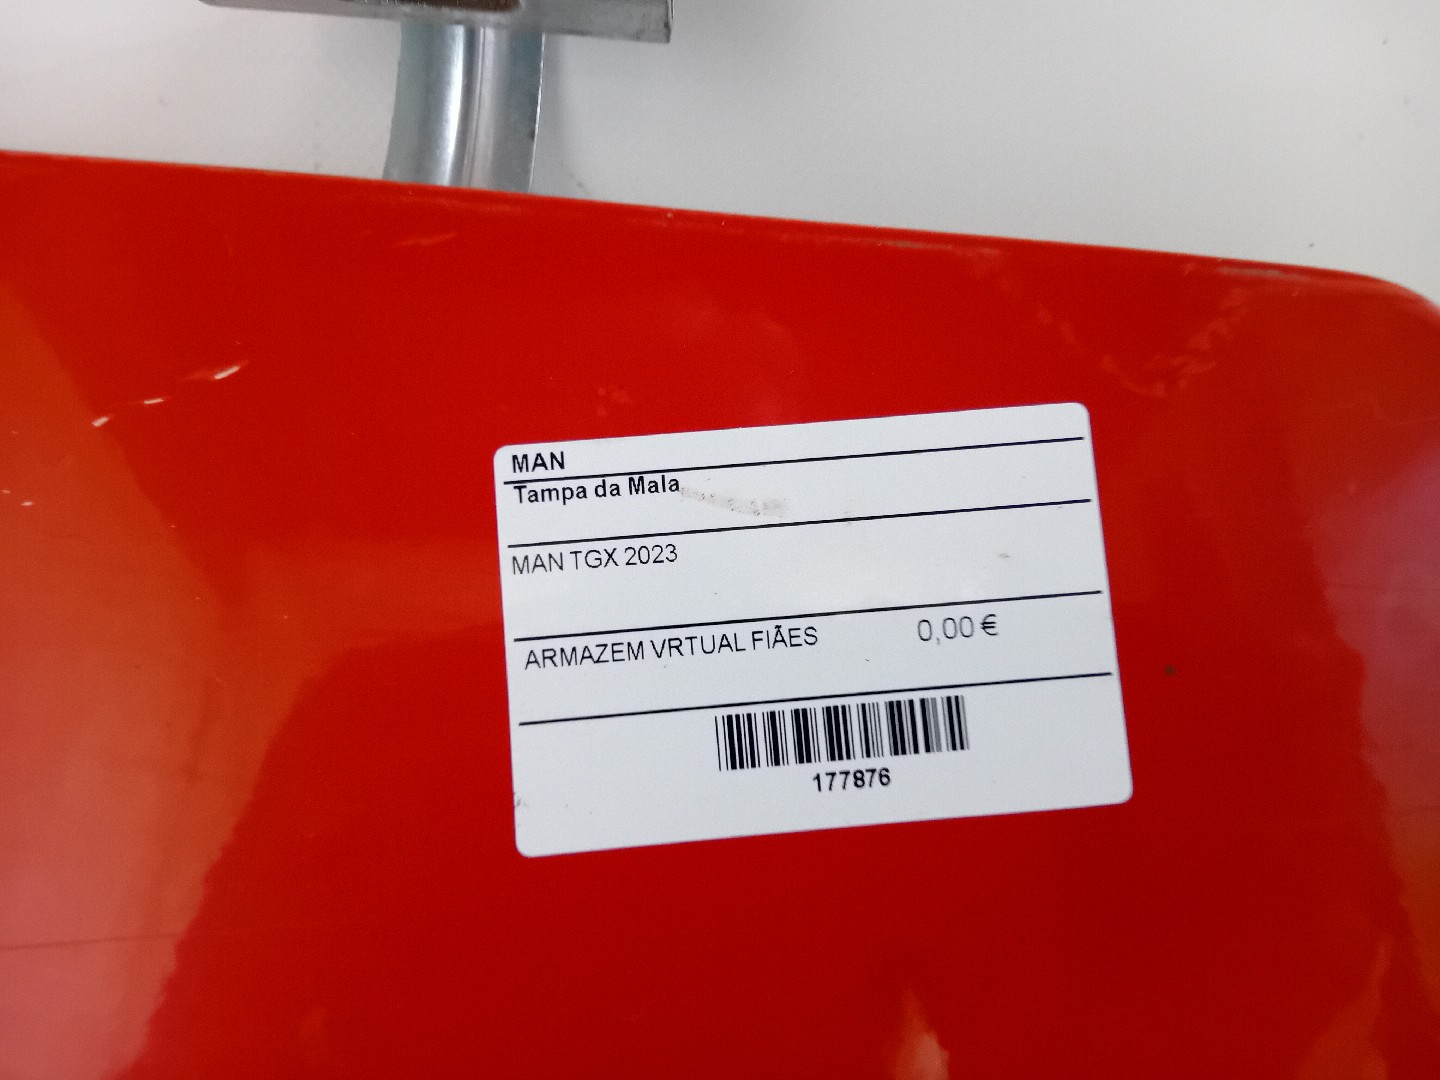 MAN
Tampa da Mala
MAN TGX 2023
ARMAZEM VRTUAL FIÃES 0,00 €
177876